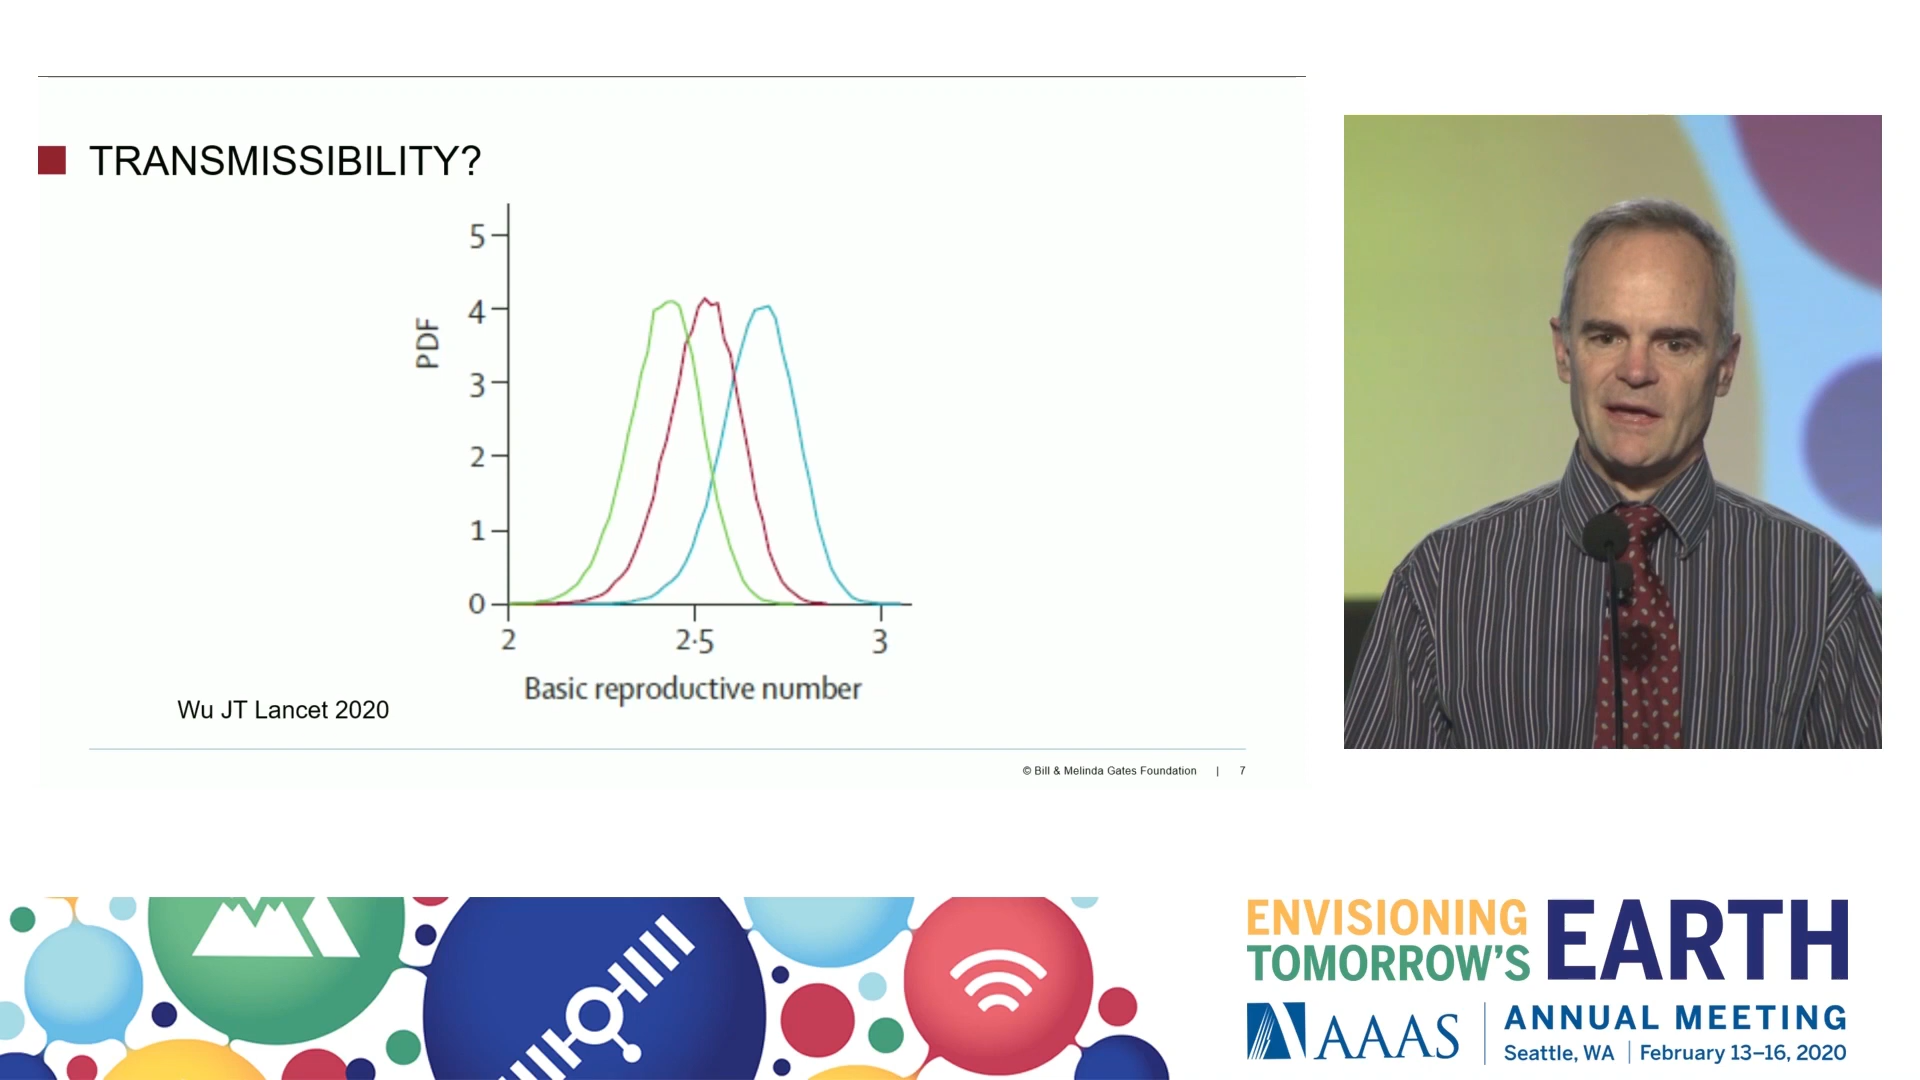 TRANSMISSIBILITY?
5
4
3
2
1
0
PDF
2
2·5
3
Basic reproductive number
Wu JT Lancet 2020
© Bill & Melinda Gates Foundation | 7
ENVISIONING
TOMORROW'S
EARTH
AAAS
ANNUAL MEETING
Seattle, WA | February 13–16, 2020